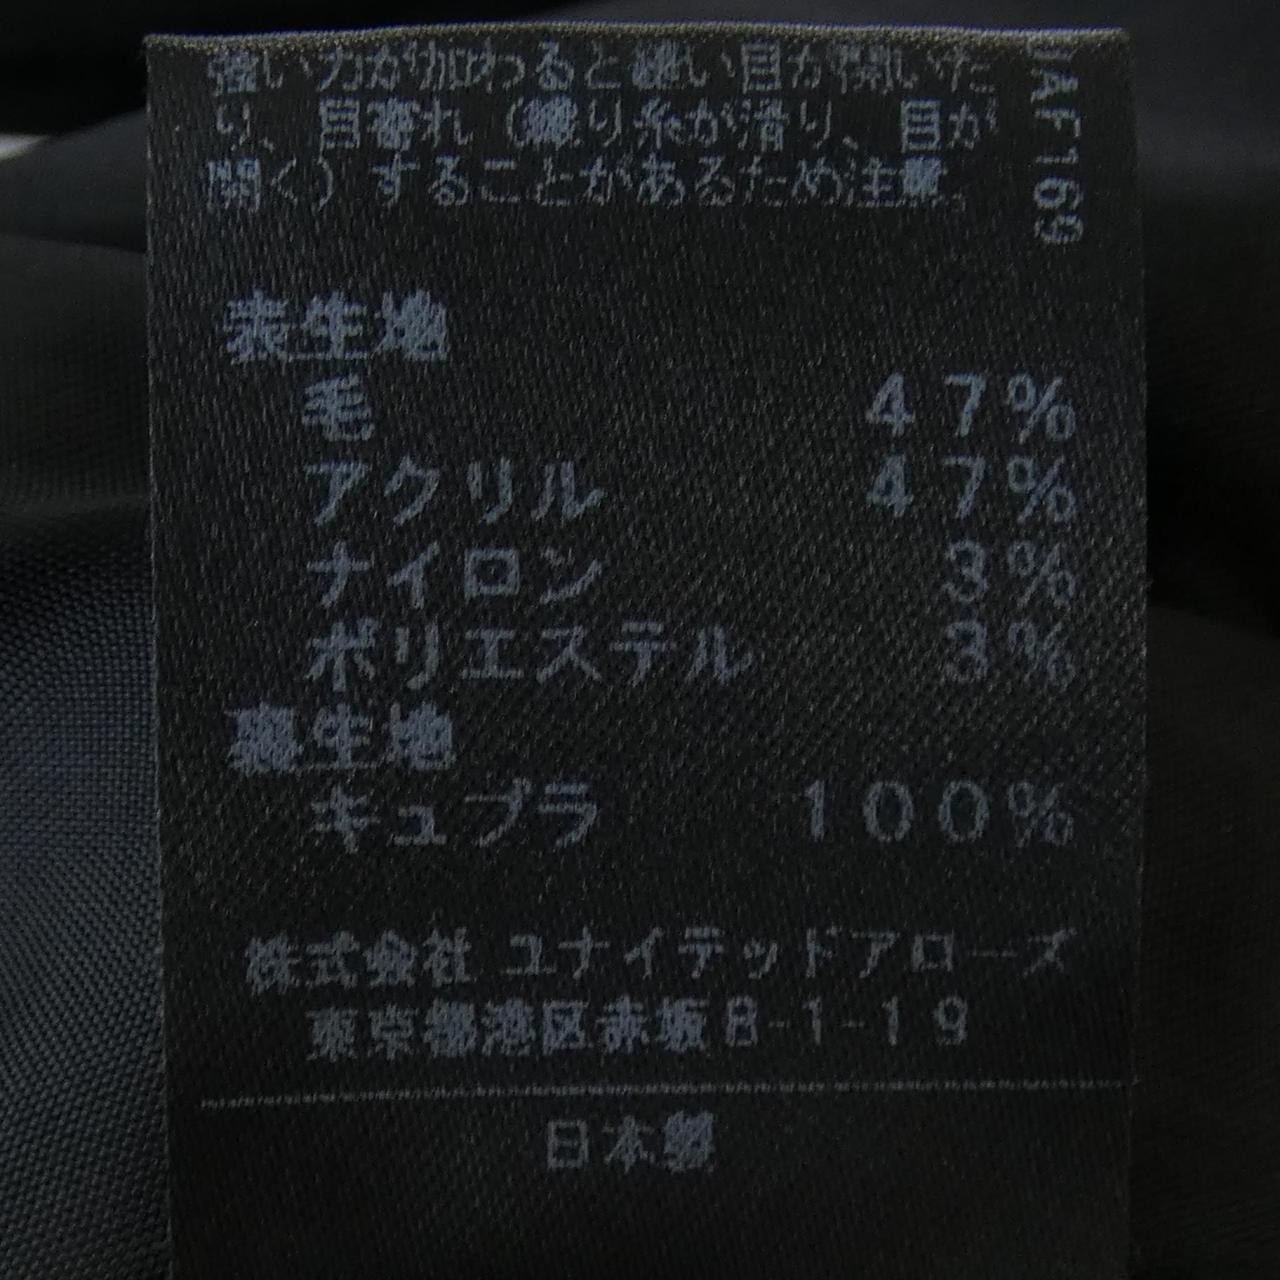 強い力が加わると縫い目が開いた
り、目寄れ（織り糸が滑り、目が
開く）することがあるため注意。
UAF169
表生地
毛 47%
アクリル 47%
ナイロン 3%
ポリエステル 3%
裏生地
キュプラ 100%
株式会社 ユナイテッドアローズ
東京都港区赤坂8-1-19
日本製